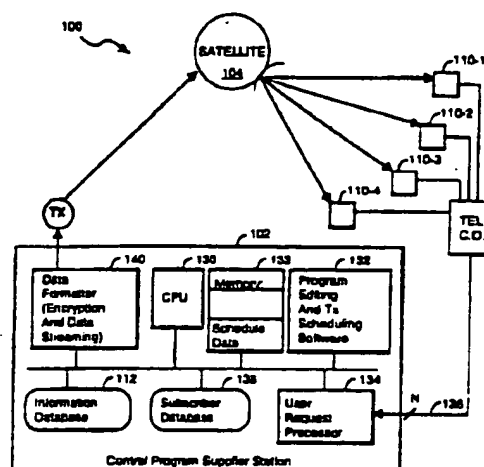 100
SATELLITE
104
110-1
110-2
110-3
110-4
TX
TEL
C.O.
102
140
130
133
132
Data
Formatter
(Encryption
And Data
Streaming)
CPU
Memory
Schedule
Data
Program
Editing
And Tx
Scheduling
Software
112
138
134
Information
Database
Subscriber
Database
User
Request
Processor
N
136
Central Program Supplier Station